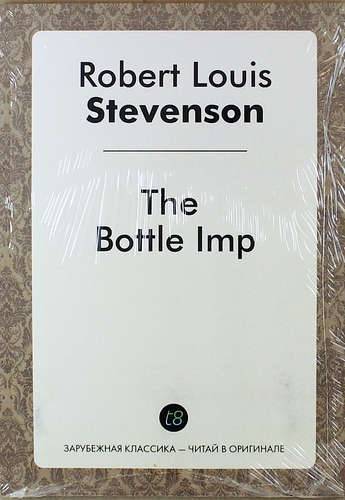 Robert Louis
Stevenson
The
Bottle Imp
t8
ЗАРУБЕЖНАЯ КЛАССИКА — ЧИТАЙ В ОРИГИНАЛЕ